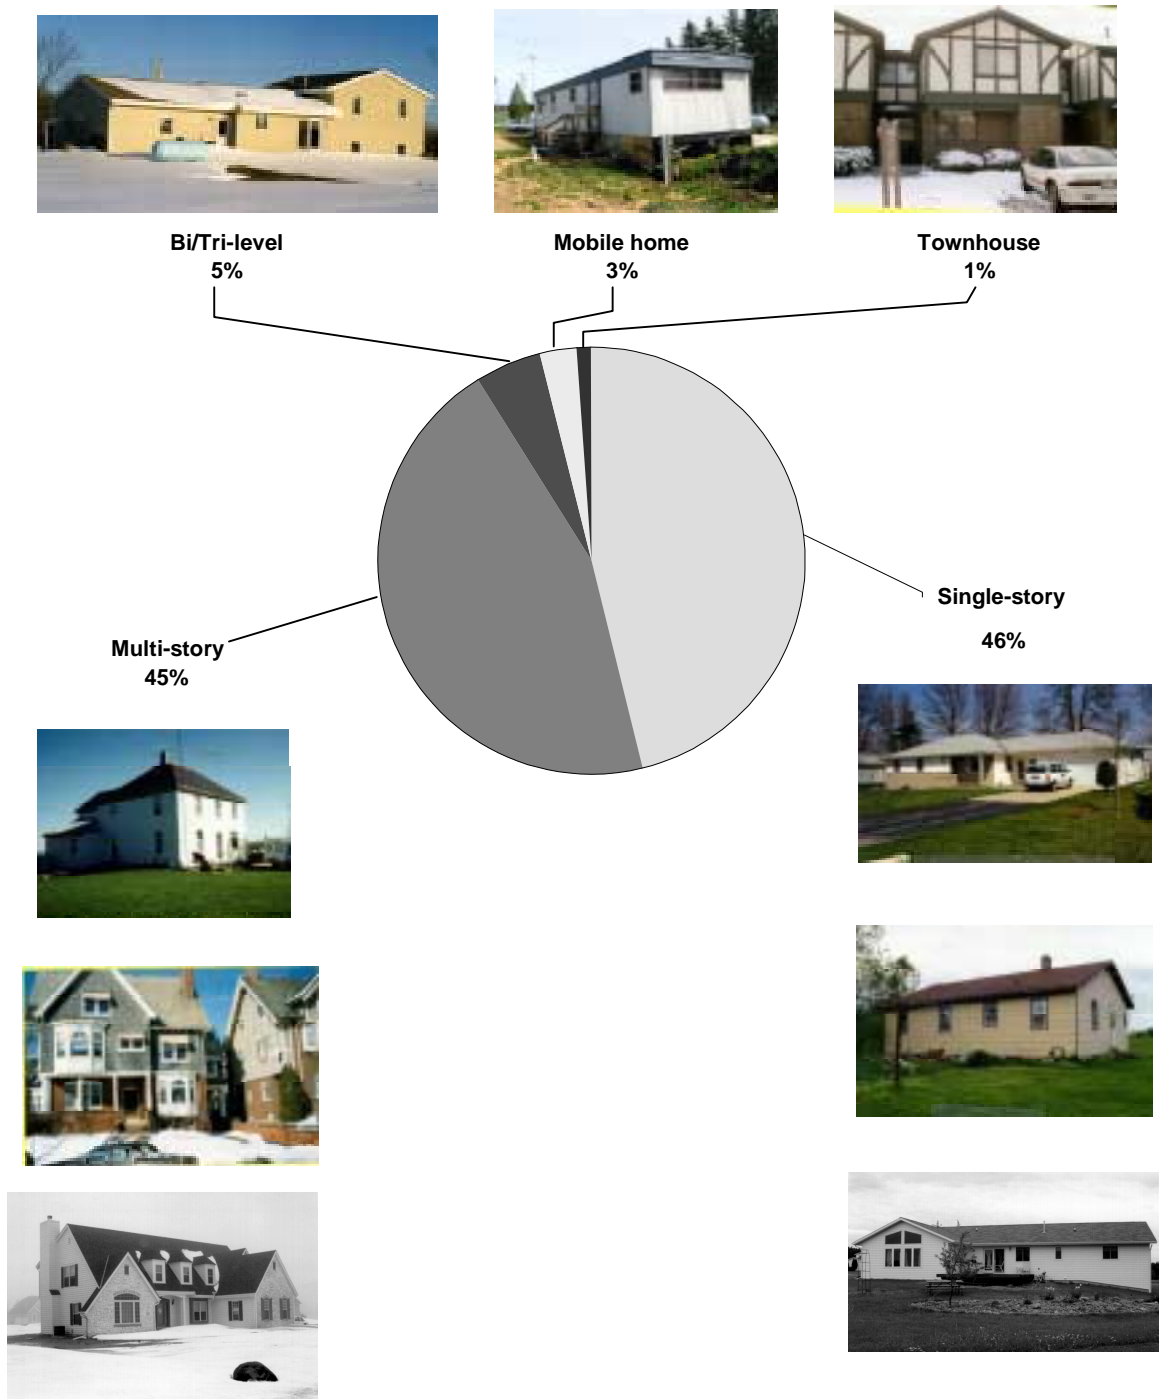 Bi/Tri-level
5%
Mobile home
3%
Townhouse
1%
Single-story
46%
Multi-story
45%